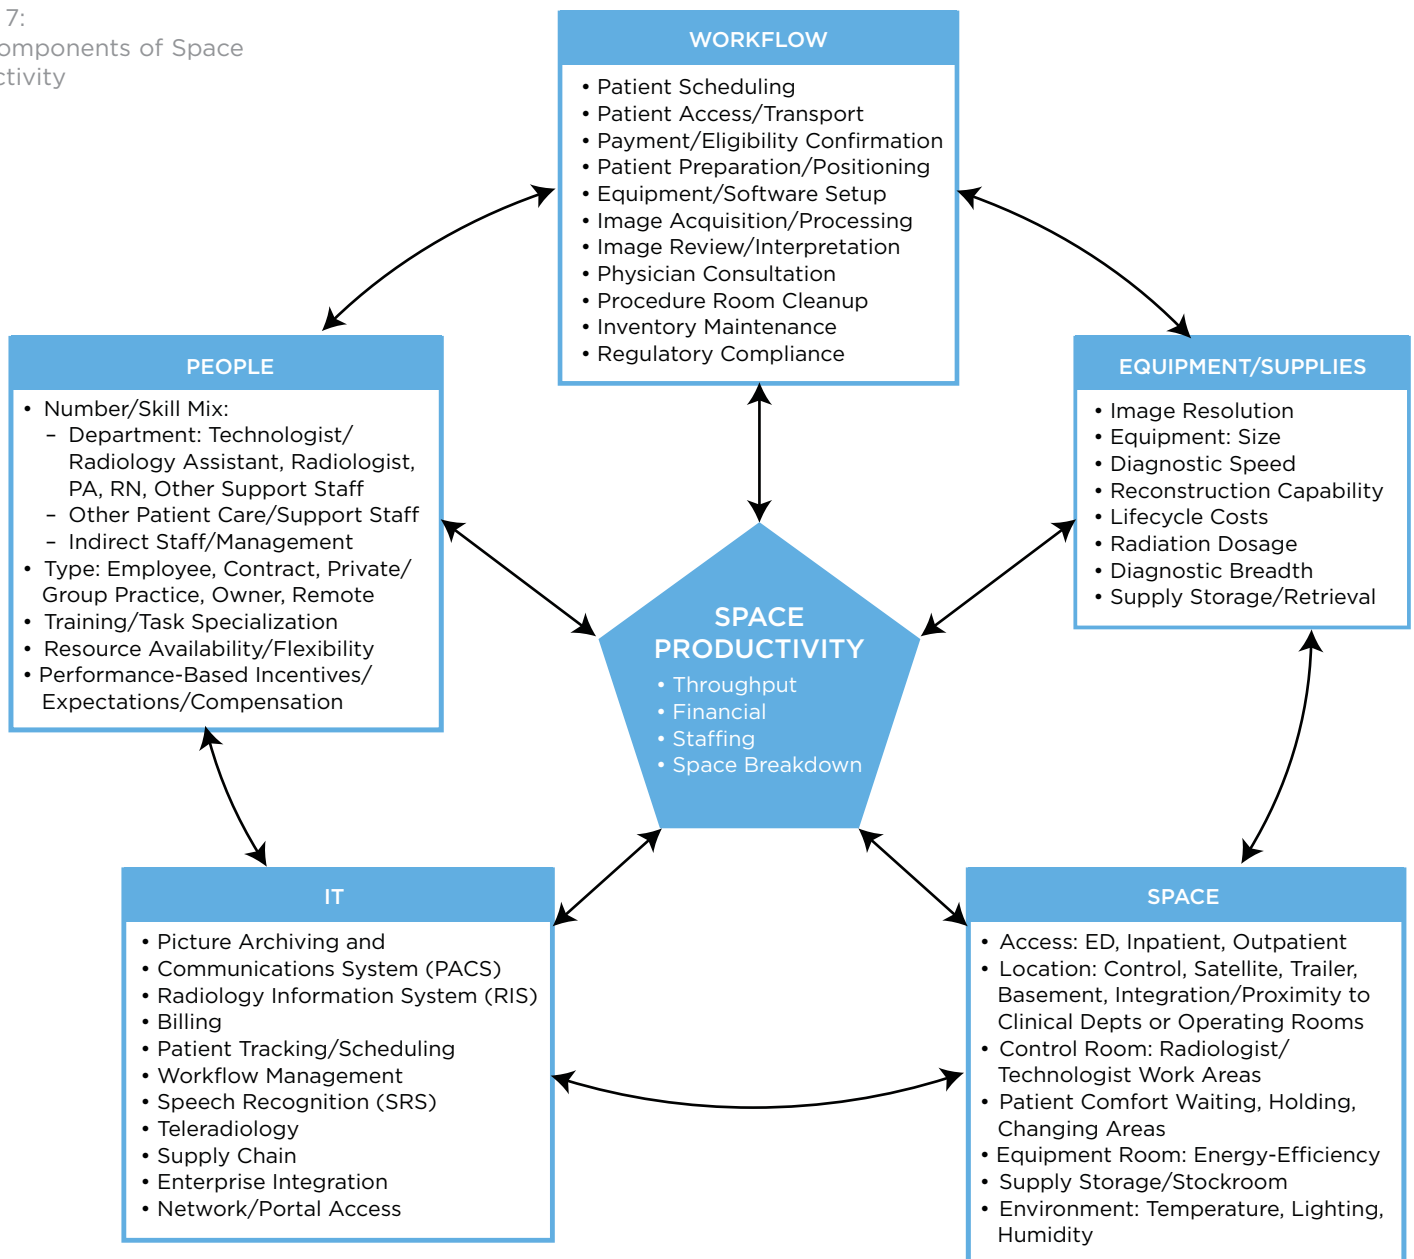 7:
omponents of Space
ctivity
WORKFLOW
• Patient Scheduling
• Patient Access/Transport
• Payment/Eligibility Confirmation
• Patient Preparation/Positioning
• Equipment/Software Setup
• Image Acquisition/Processing
• Image Review/Interpretation
• Physician Consultation
• Procedure Room Cleanup
• Inventory Maintenance
• Regulatory Compliance
PEOPLE
• Number/Skill Mix:
– Department: Technologist/
Radiology Assistant, Radiologist,
PA, RN, Other Support Staff
– Other Patient Care/Support Staff
– Indirect Staff/Management
• Type: Employee, Contract, Private/
Group Practice, Owner, Remote
• Training/Task Specialization
• Resource Availability/Flexibility
• Performance-Based Incentives/
Expectations/Compensation
EQUIPMENT/SUPPLIES
• Image Resolution
• Equipment: Size
• Diagnostic Speed
• Reconstruction Capability
• Lifecycle Costs
• Radiation Dosage
• Diagnostic Breadth
• Supply Storage/Retrieval
SPACE
PRODUCTIVITY
• Throughput
• Financial
• Staffing
• Space Breakdown
IT
• Picture Archiving and
• Communications System (PACS)
• Radiology Information System (RIS)
• Billing
• Patient Tracking/Scheduling
• Workflow Management
• Speech Recognition (SRS)
• Teleradiology
• Supply Chain
• Enterprise Integration
• Network/Portal Access
SPACE
• Access: ED, Inpatient, Outpatient
• Location: Control, Satellite, Trailer,
Basement, Integration/Proximity to
Clinical Depts or Operating Rooms
• Control Room: Radiologist/
Technologist Work Areas
• Patient Comfort Waiting, Holding,
Changing Areas
• Equipment Room: Energy-Efficiency
• Supply Storage/Stockroom
• Environment: Temperature, Lighting,
Humidity